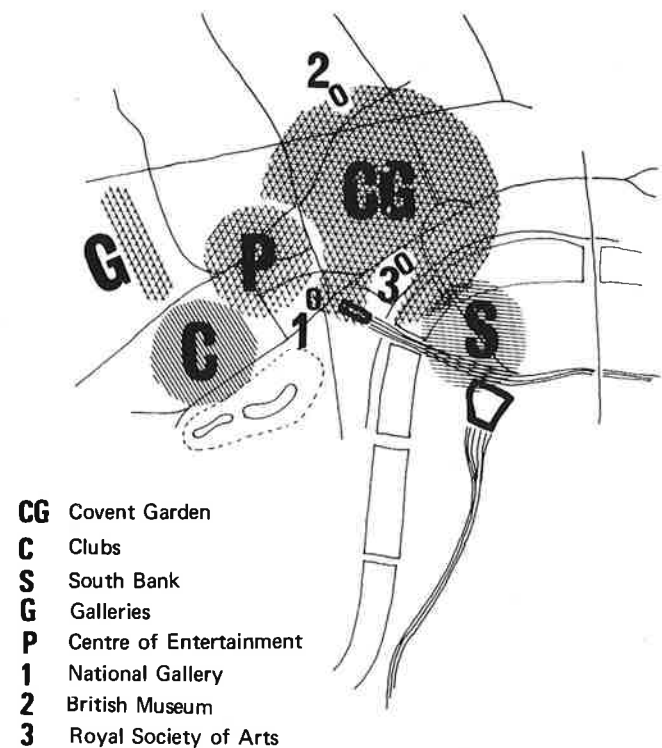 2
CG
G
P
3
1
S
C
CG Covent Garden
C Clubs
S South Bank
G Galleries
P Centre of Entertainment
1 National Gallery
2 British Museum
3 Royal Society of Arts